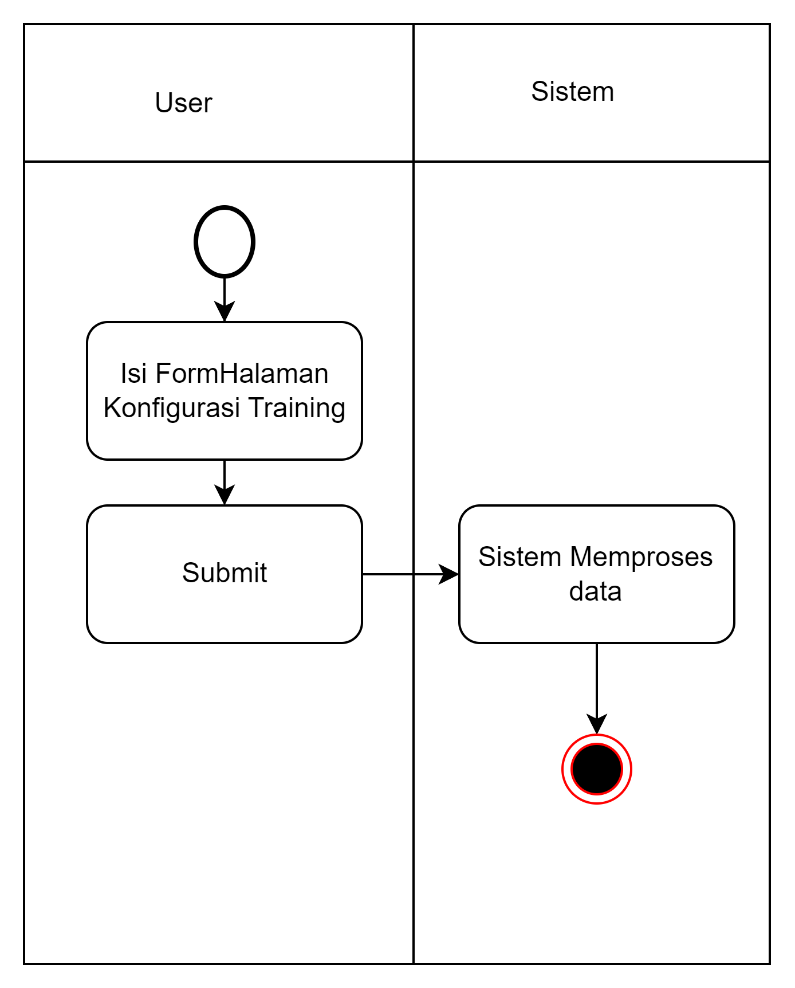 User
Sistem
Isi FormHalaman
Konfigurasi Training
Submit
Sistem Memproses
data